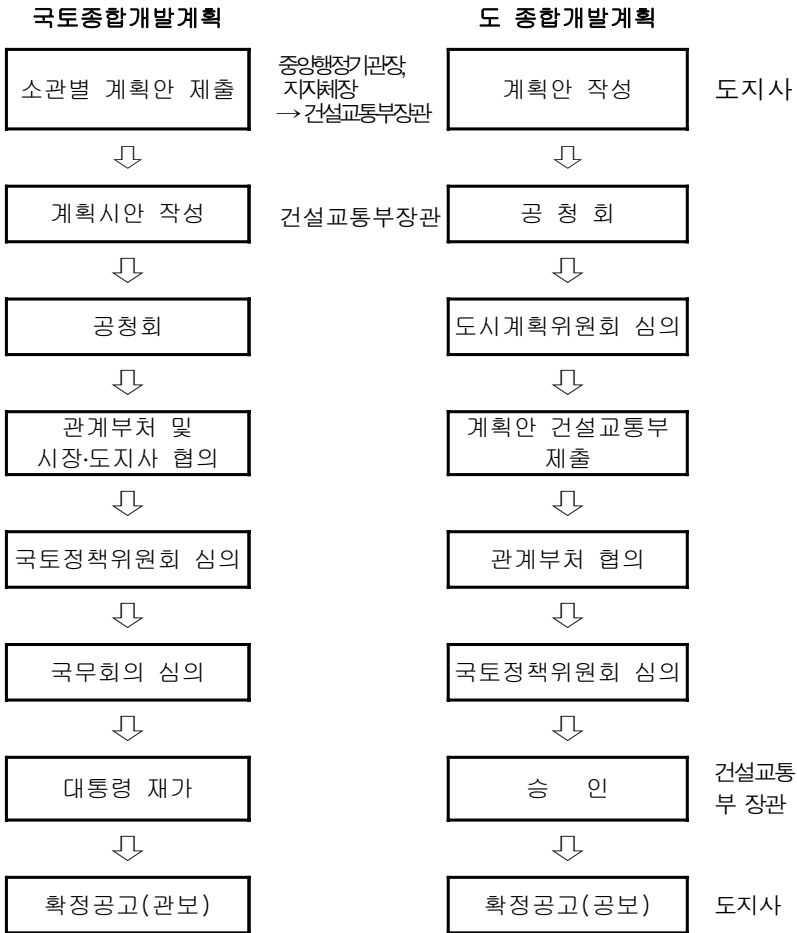 국토종합개발계획
소관별 계획안 제출
중앙행정기관장,
지자체장
→ 건설교통부장관
계획시안 작성
건설교통부장관
공청회
관계부처 및
시장·도지사 협의
국토정책위원회 심의
국무회의 심의
대통령 재가
확정공고(관보)
도 종합개발계획
계획안 작성
도지사
공 청 회
도시계획위원회 심의
계획안 건설교통부
제출
관계부처 협의
국토정책위원회 심의
승 인
건설교통
부 장관
확정공고(공보)
도지사